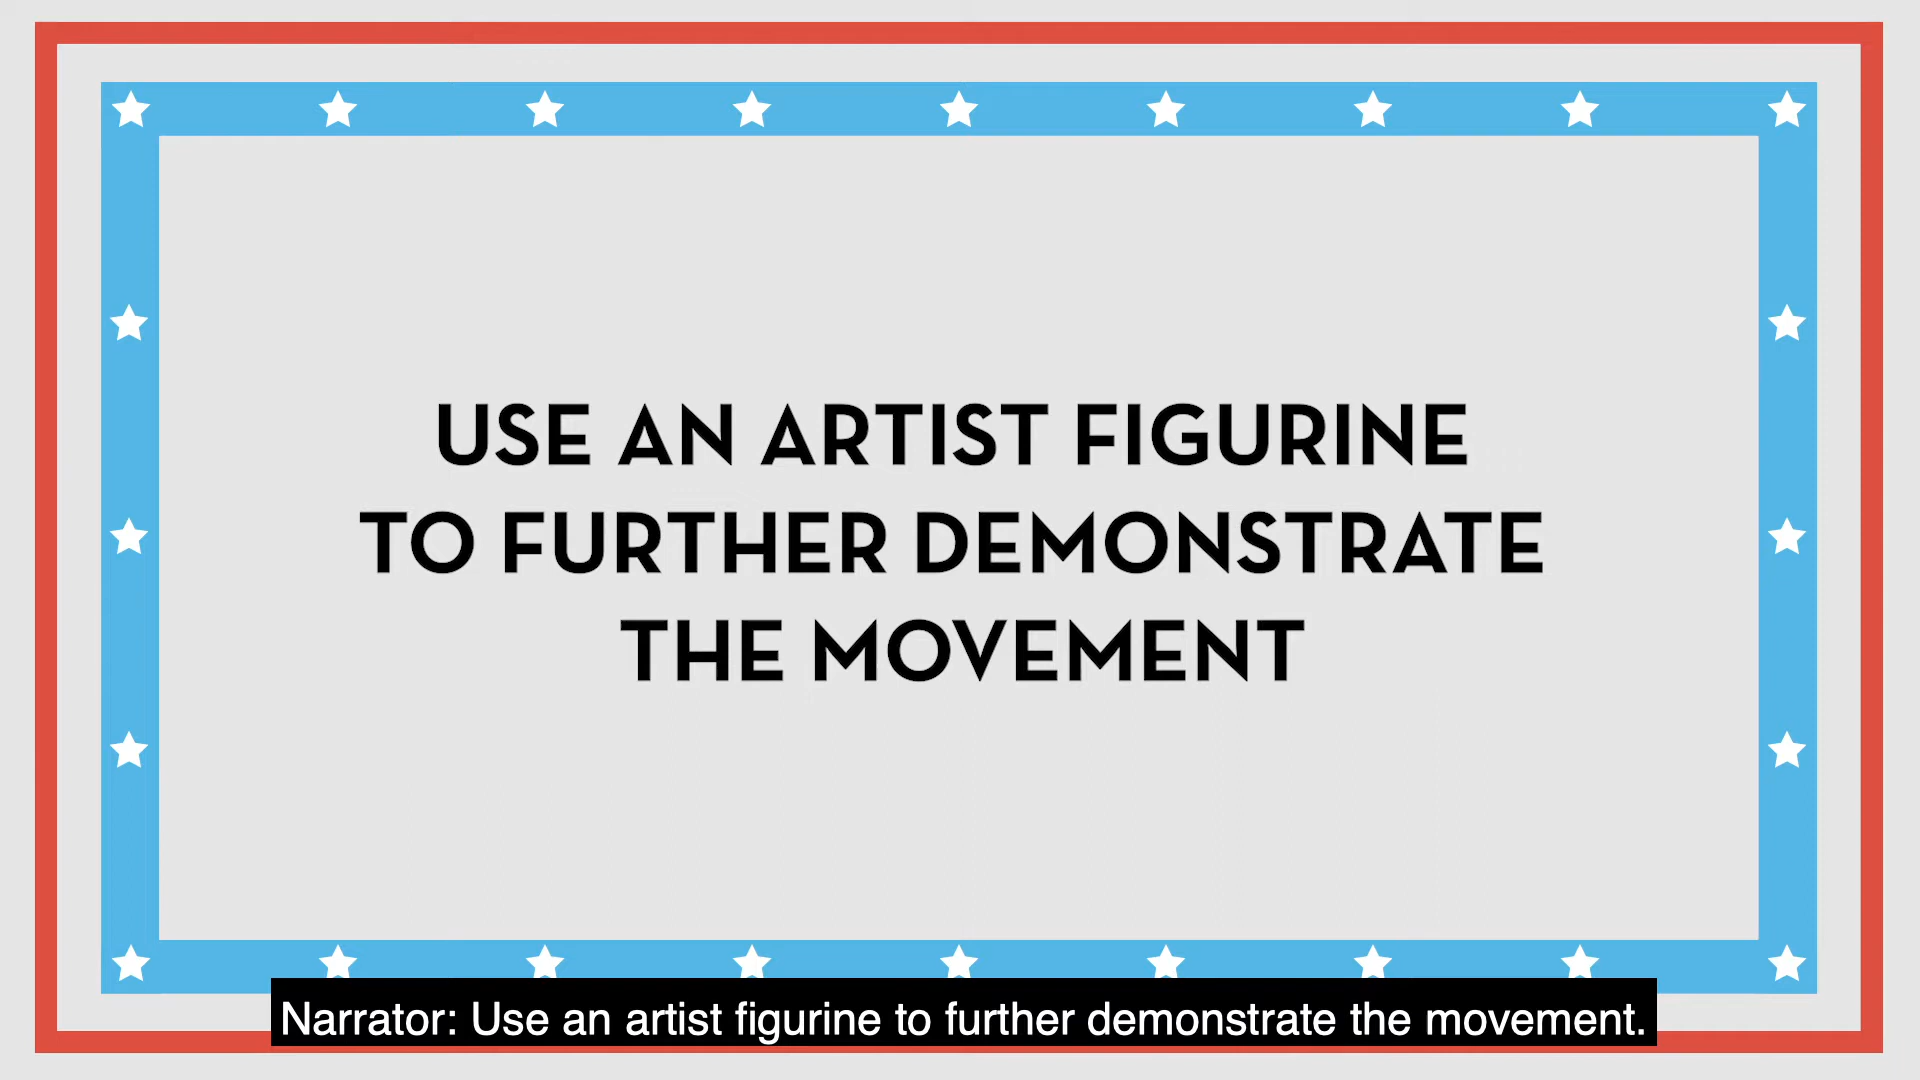 USE AN ARTIST FIGURINE
TO FURTHER DEMONSTRATE
THE MOVEMENT
Narrator: Use an artist figurine to further demonstrate the movement.